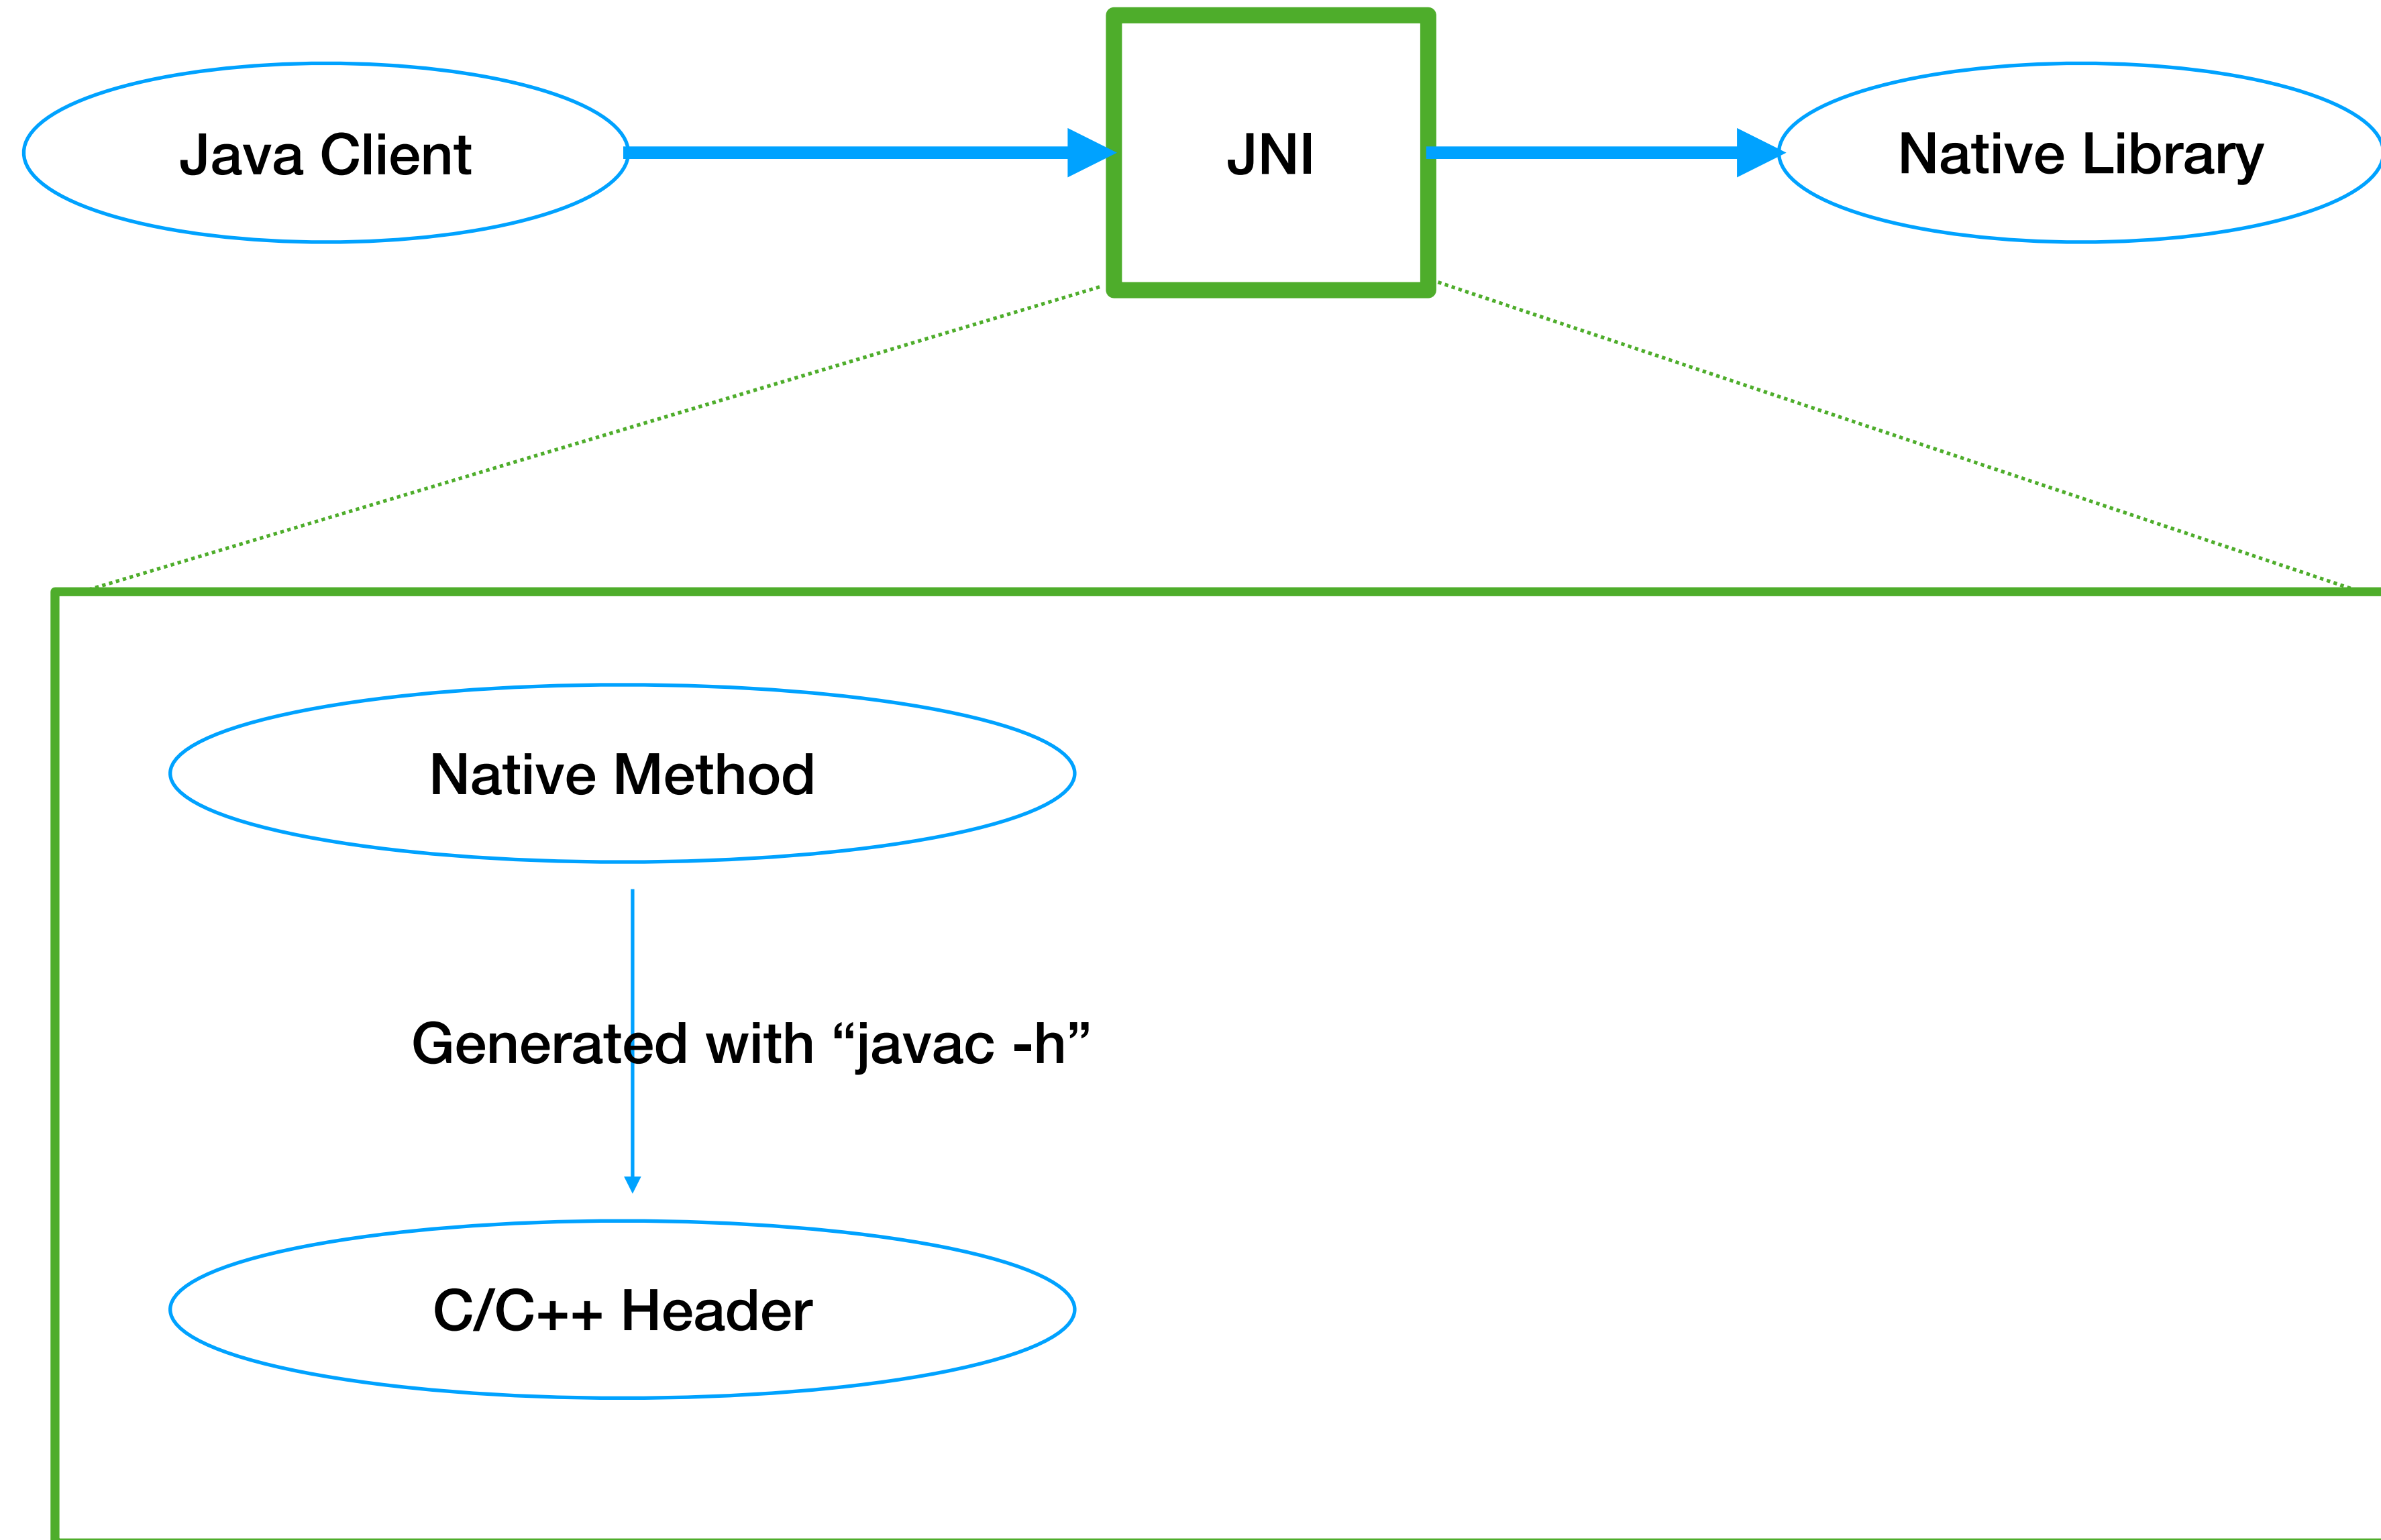 Java Client
JNI
Native Library
Native Method
Generated with “javac -h”
C/C++ Header